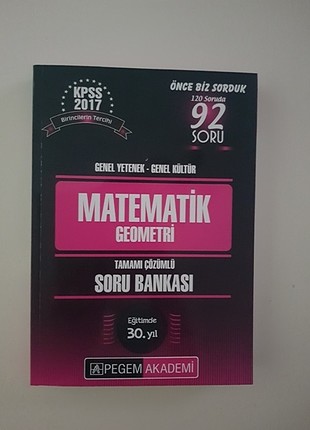 KPSS
2017
Birincilerin Tercihi
ÖNCE BİZ SORDUK
120 Soruda
92
SORU
GENEL YETENEK - GENEL KÜLTÜR
MATEMATİK
GEOMETRİ
TAMAMI ÇÖZÜMLÜ
SORU BANKASI
Eğitimde
30.yıl
PEGEM AKADEMİ